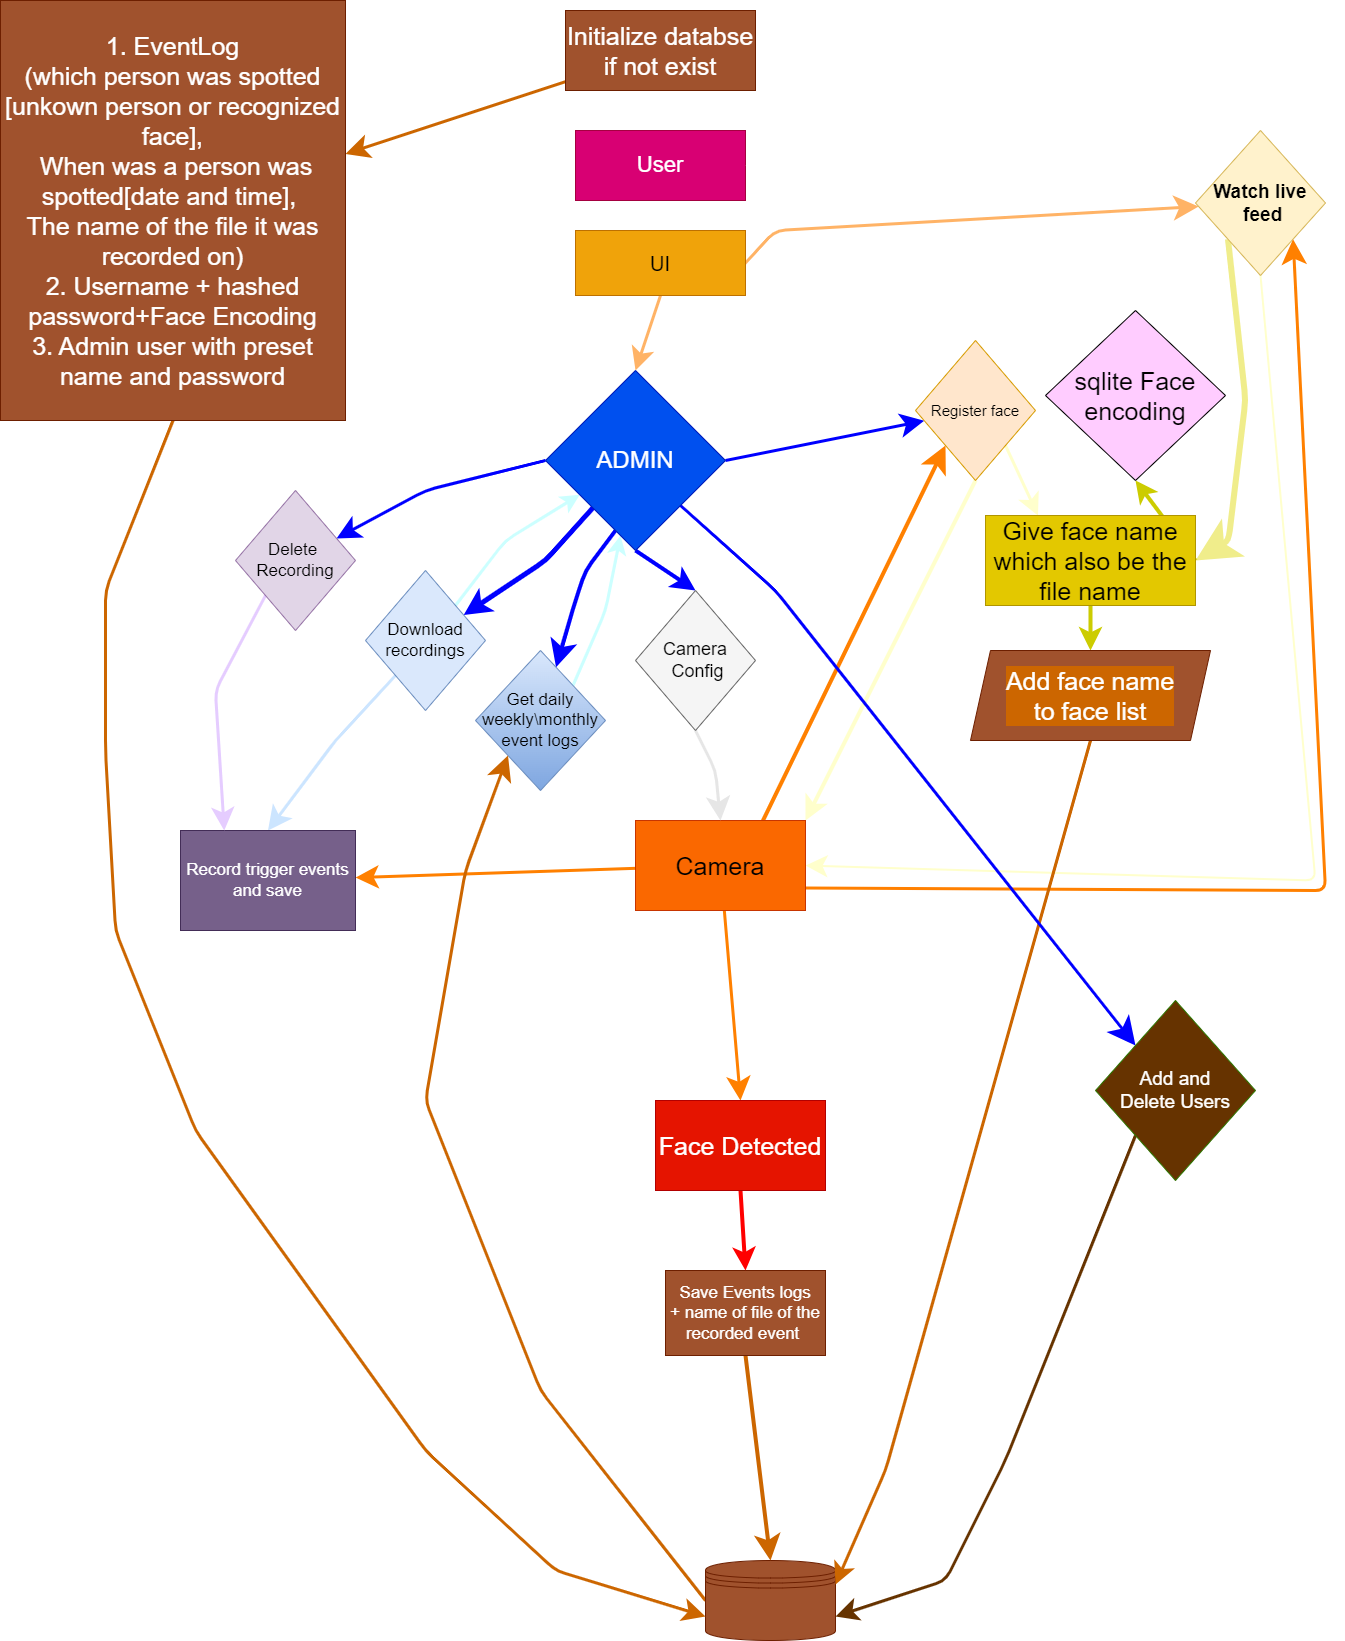 Initialize databse
if not exist
1. EventLog
(which person was spotted
[unkown person or recognized
face],
When was a person was
spotted[date and time],
The name of the file it was
recorded on)
2. Username + hashed
password+Face Encoding
3. Admin user with preset
name and password
User
UI
Watch live
feed
sqlite Face
encoding
Register face
ADMIN
Give face name
which also be the
file name
Delete
Recording
Download
recordings
Camera
Config
Get daily
weekly\monthly
event logs
Add face name
to face list
Record trigger events
and save
Camera
Add and
Delete Users
Face Detected
Save Events logs
+ name of file of the
recorded event